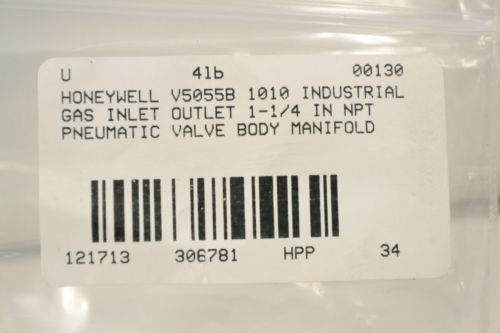 U 4lb 00130
HONEYWELL V5055B 1010 INDUSTRIAL
GAS INLET OUTLET 1-1/4 IN NPT
PNEUMATIC VALVE BODY MANIFOLD
121713 306781 HPP 34